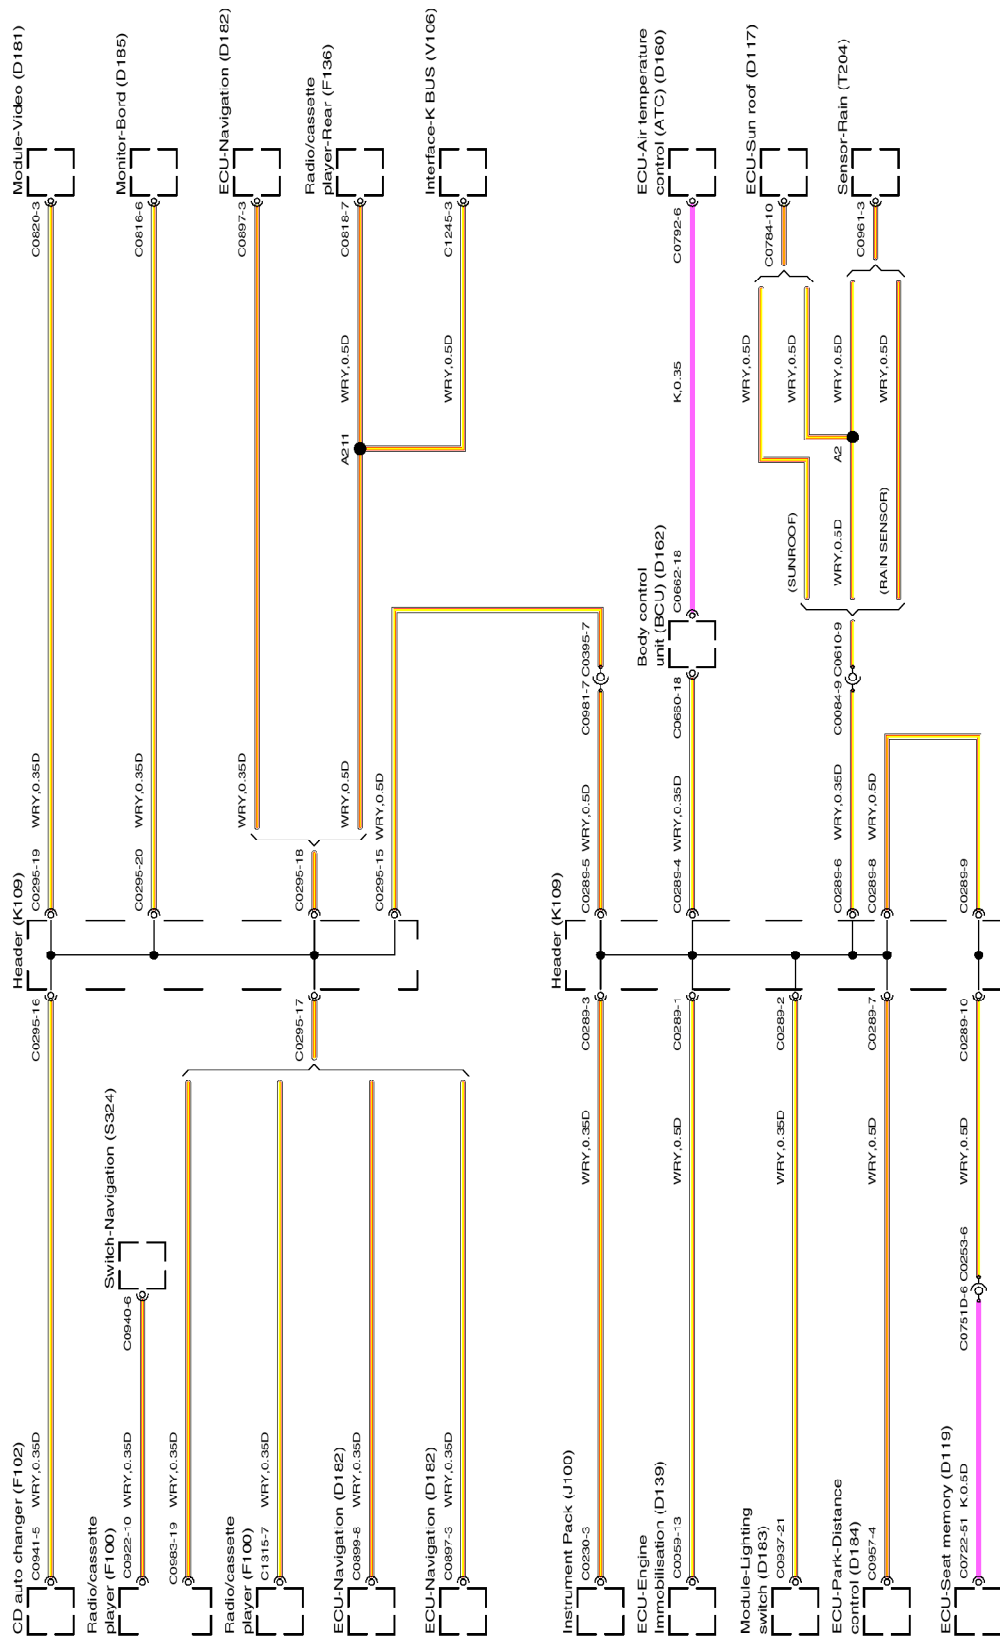 Module-Video (D181)
C0820-3
Monitor-Bord (D185)
C0816-6
ECU-Navigation (D182)
C0897-3
Radio/cassette
player-Rear (F136)
C0818-7
Interface-K BUS (V106)
C1245-3
ECU-Air temperature
control (ATC) (D160)
C0792-6
ECU-Sun roof (D117)
C0784-10
Sensor-Rain (T204)
C0961-3
WRY,0.5D
WRY,0.5D
K,0.35
WRY,0.5D
WRY,0.5D
WRY,0.5D
WRY,0.5D
A211
A2
(SUNROOF)
WRY,0.5D
(RAIN SENSOR)
Body control
unit (BCU) (D162)
C0662-18
C0660-18
C0395-7
C0981-7
C0610-9
C0084-9
WRY,0.35D
WRY,0.35D
WRY,0.35D
WRY,0.5D
WRY,0.5D
WRY,0.5D
WRY,0.35D
WRY,0.35D
WRY,0.5D
C0295-19
C0295-20
C0295-18
C0295-15
C0289-5
C0289-4
C0289-6
C0289-8
C0289-9
Header (K109)
Header (K109)
C0295-16
C0295-17
C0289-3
C0289-1
C0289-2
C0289-7
C0289-10
WRY,0.35D
WRY,0.5D
WRY,0.35D
WRY,0.5D
WRY,0.5D
Switch-Navigation (S324)
C0940-6
C0253-6
C0751D-6
CD auto changer (F102)
C0941-5
WRY,0.35D
Radio/cassette
player (F100)
C0922-10
WRY,0.35D
C0983-19
WRY,0.35D
Radio/cassette
player (F100)
C1315-7
WRY,0.35D
ECU-Navigation (D182)
C0899-8
WRY,0.35D
ECU-Navigation (D182)
C0897-3
WRY,0.35D
Instrument Pack (J100)
C0230-3
ECU-Engine
Immobilisation (D139)
C0059-13
Module-Lighting
switch (D183)
C0937-21
ECU-Park-Distance
control (D184)
C0957-4
ECU-Seat memory (D119)
C0722-51
K,0.5D